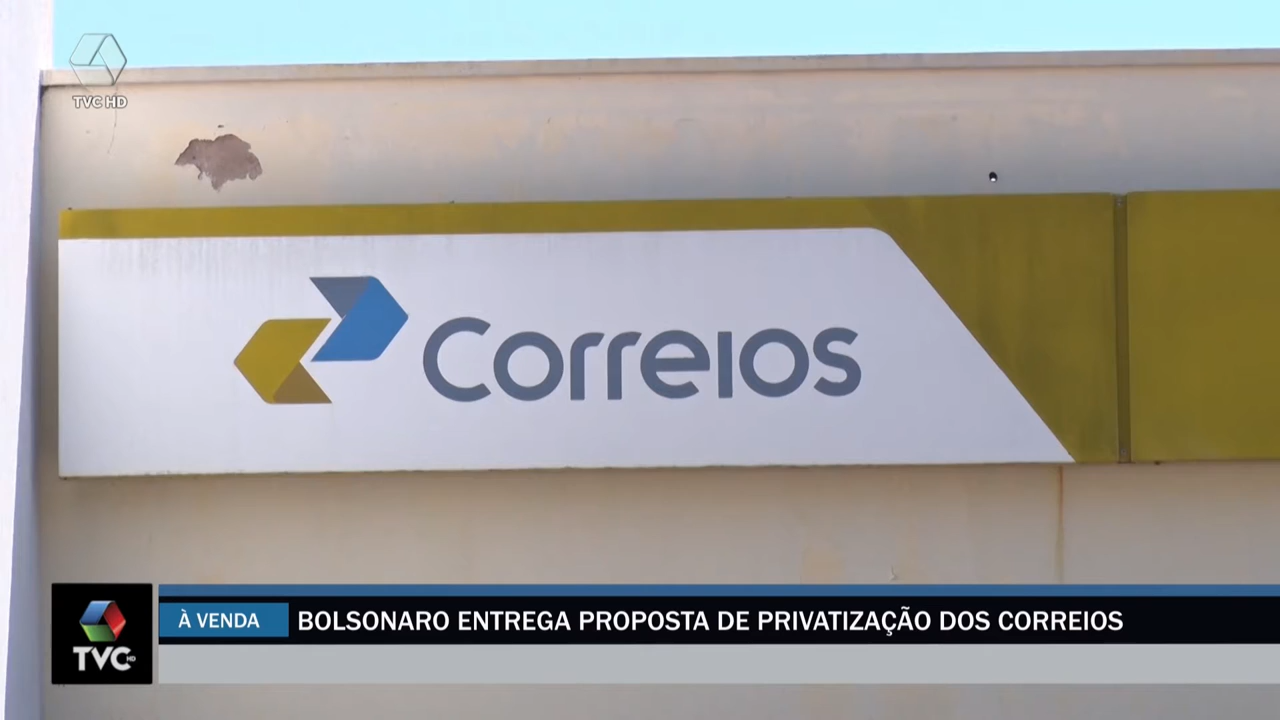 TVC HD
Correios
À VENDA
BOLSONARO ENTREGA PROPOSTA DE PRIVATIZAÇÃO DOS CORREIOS
TVC HD